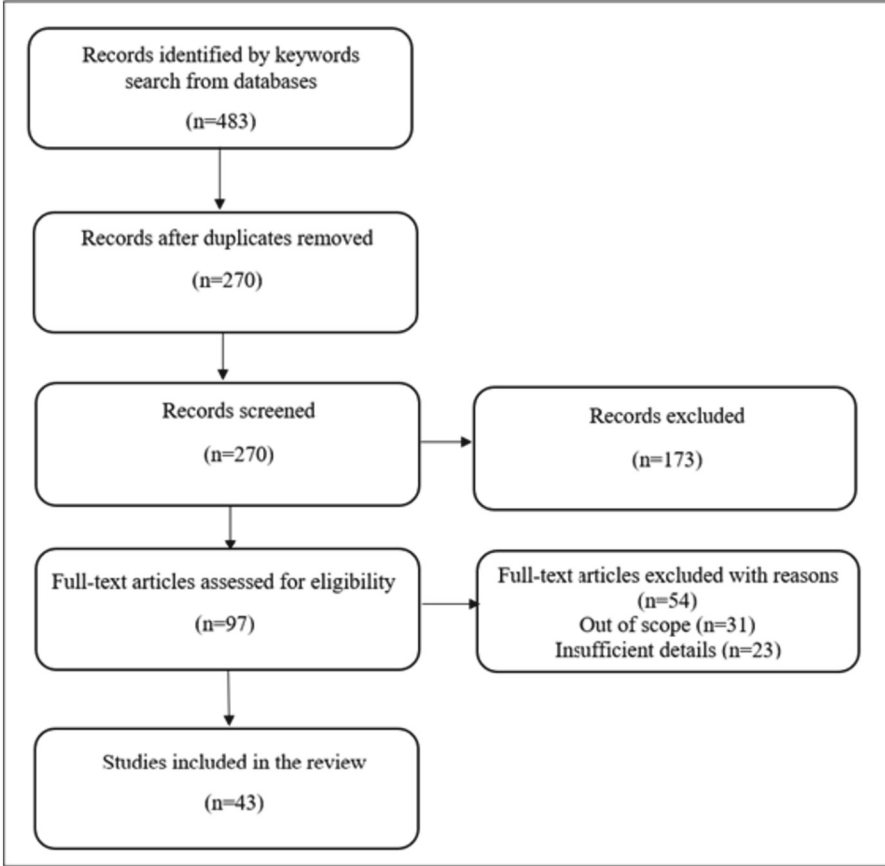 Records identified by keywords
search from databases
(n=483)
Records after duplicates removed
(n=270)
Records screened
(n=270)
Records excluded
(n=173)
Full-text articles assessed for eligibility
(n=97)
Full-text articles excluded with reasons
(n=54)
Out of scope (n=31)
Insufficient details (n=23)
Studies included in the review
(n=43)